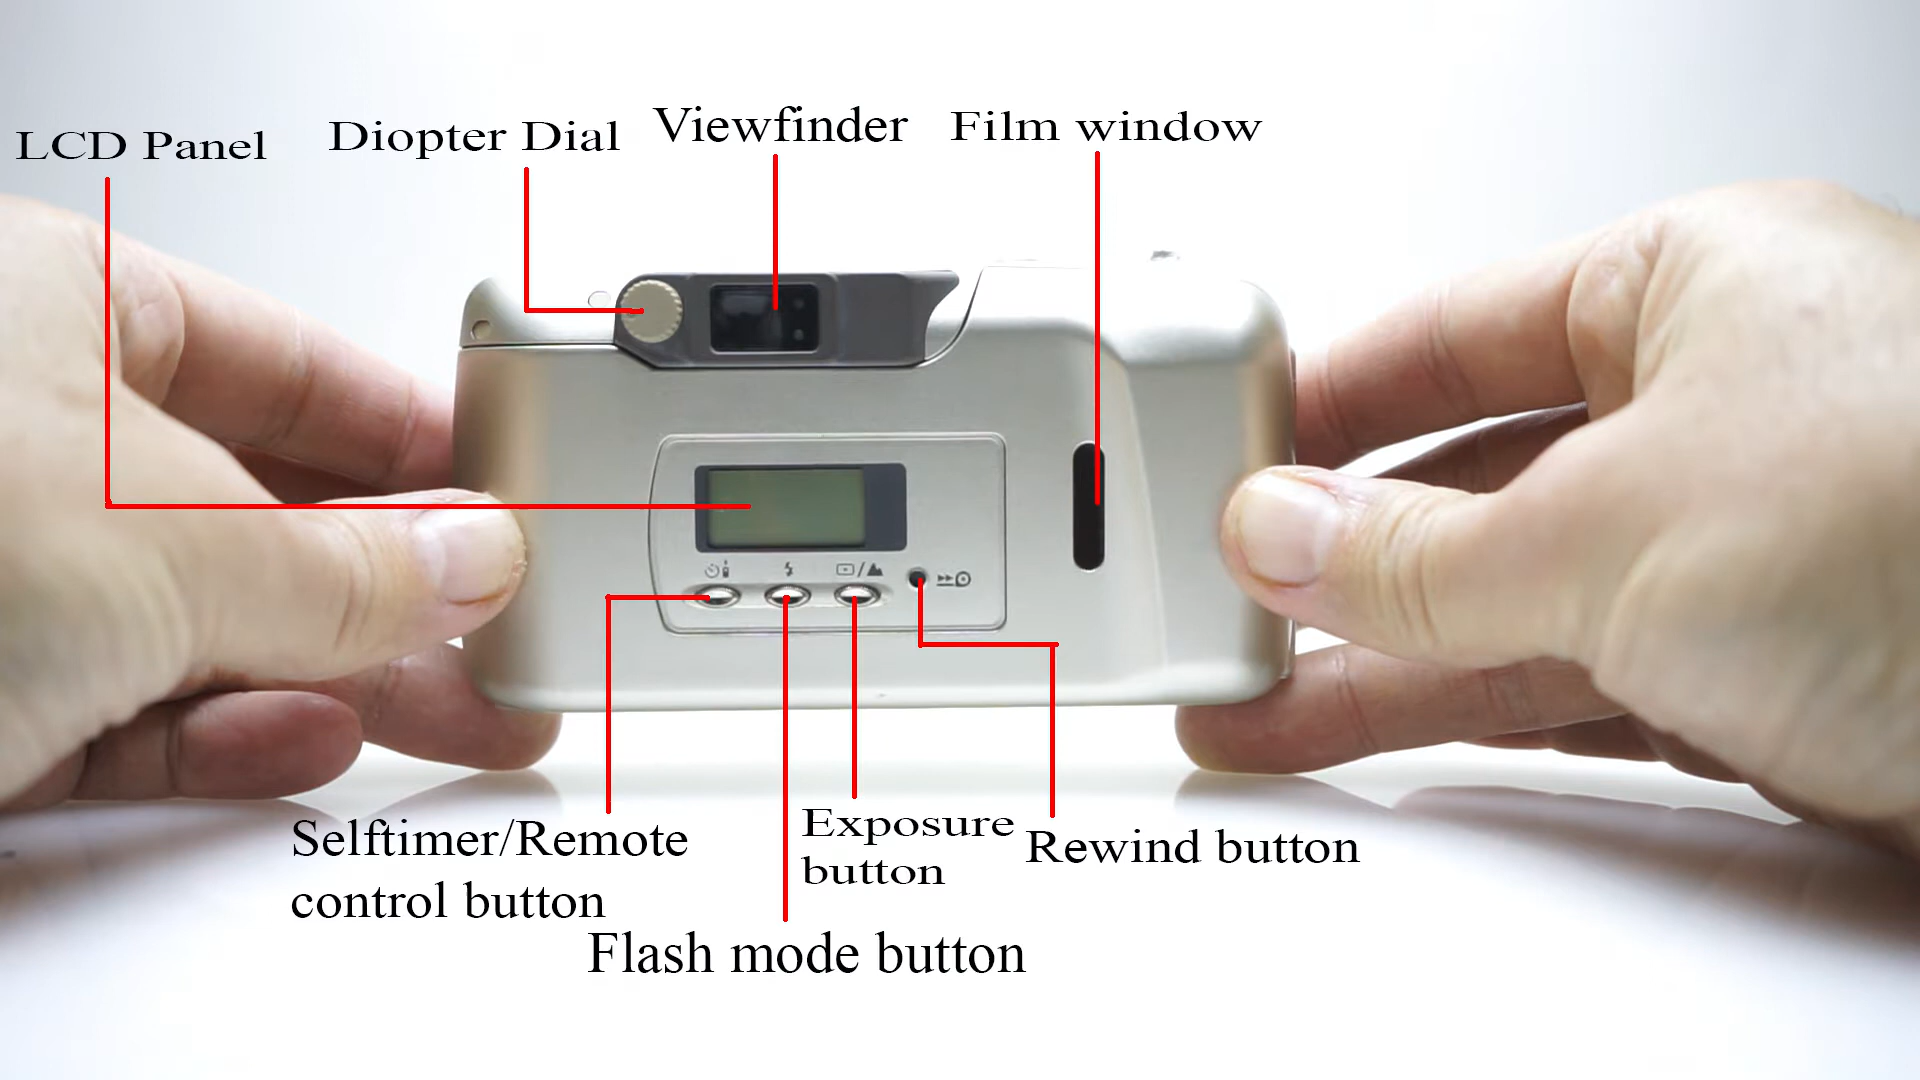 LCD Panel
Diopter Dial
Viewfinder
Film window
Selftimer/Remote
control button
Flash mode button
Exposure
button
Rewind button